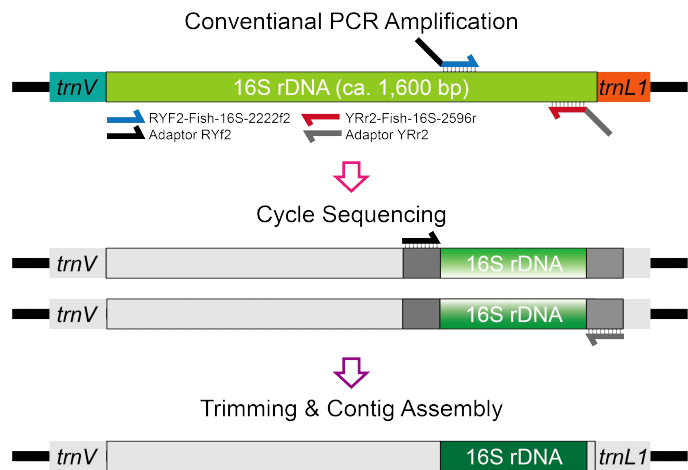 Conventianal PCR Amplification
trnV 16S rDNA (ca. 1,600 bp) trnL1
RYF2-Fish-16S-2222f2 YRr2-Fish-16S-2596r
Adaptor RYf2 Adaptor YRr2
Cycle Sequencing
trnV 16S rDNA
trnV 16S rDNA
Trimming & Contig Assembly
trnV 16S rDNA trnL1